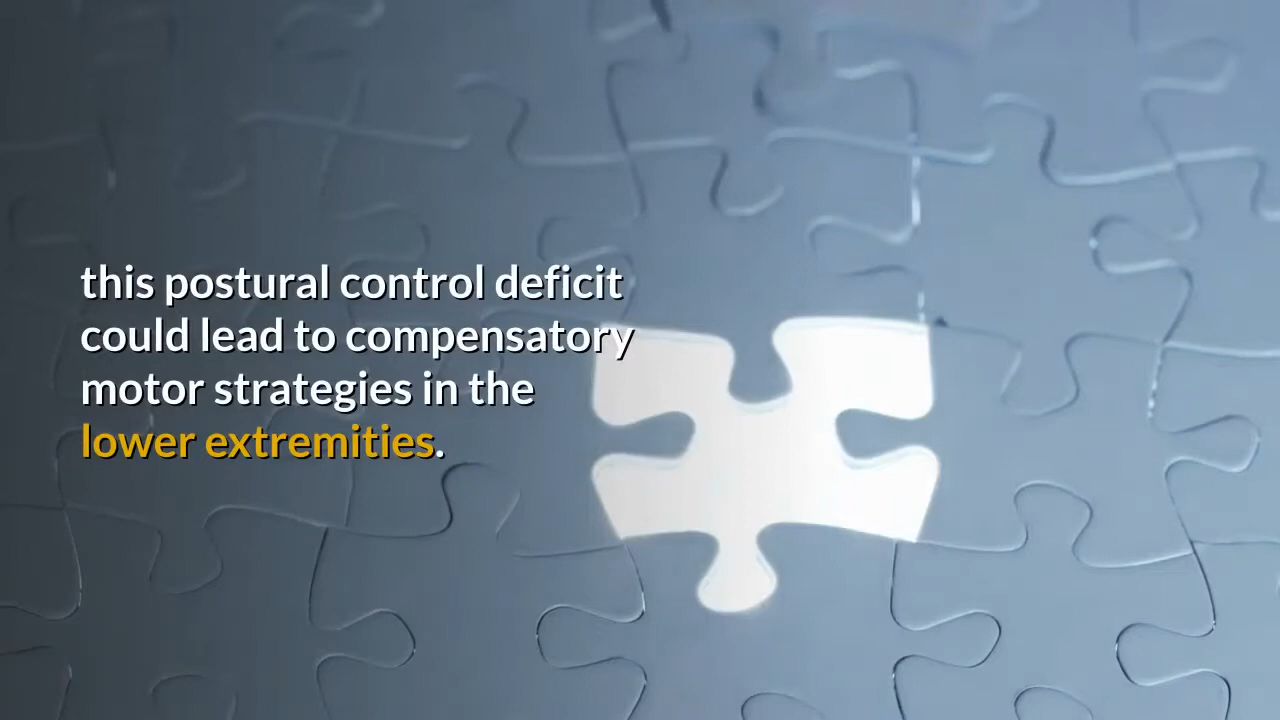 this postural control deficit
could lead to compensatory
motor strategies in the
lower extremities.